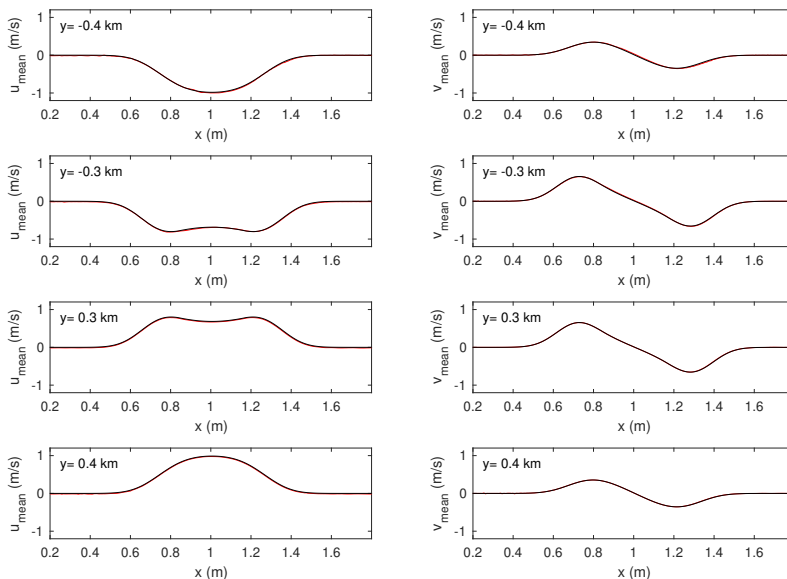 1
0
-1
u_mean (m/s)
y= -0.4 km
0.2 0.4 0.6 0.8 1 1.2 1.4 1.6
x (m)
1
0
-1
v_mean (m/s)
y= -0.4 km
0.2 0.4 0.6 0.8 1 1.2 1.4 1.6
x (m)
1
0
-1
u_mean (m/s)
y= -0.3 km
0.2 0.4 0.6 0.8 1 1.2 1.4 1.6
x (m)
1
0
-1
v_mean (m/s)
y= -0.3 km
0.2 0.4 0.6 0.8 1 1.2 1.4 1.6
x (m)
1
0
-1
u_mean (m/s)
y= 0.3 km
0.2 0.4 0.6 0.8 1 1.2 1.4 1.6
x (m)
1
0
-1
v_mean (m/s)
y= 0.3 km
0.2 0.4 0.6 0.8 1 1.2 1.4 1.6
x (m)
1
0
-1
u_mean (m/s)
y= 0.4 km
0.2 0.4 0.6 0.8 1 1.2 1.4 1.6
x (m)
1
0
-1
v_mean (m/s)
y= 0.4 km
0.2 0.4 0.6 0.8 1 1.2 1.4 1.6
x (m)